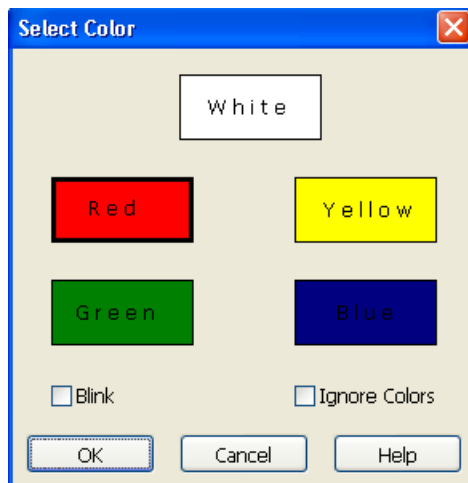 Select Color
White
Red Yellow
Green Blue
Blink Ignore Colors
OK Cancel Help